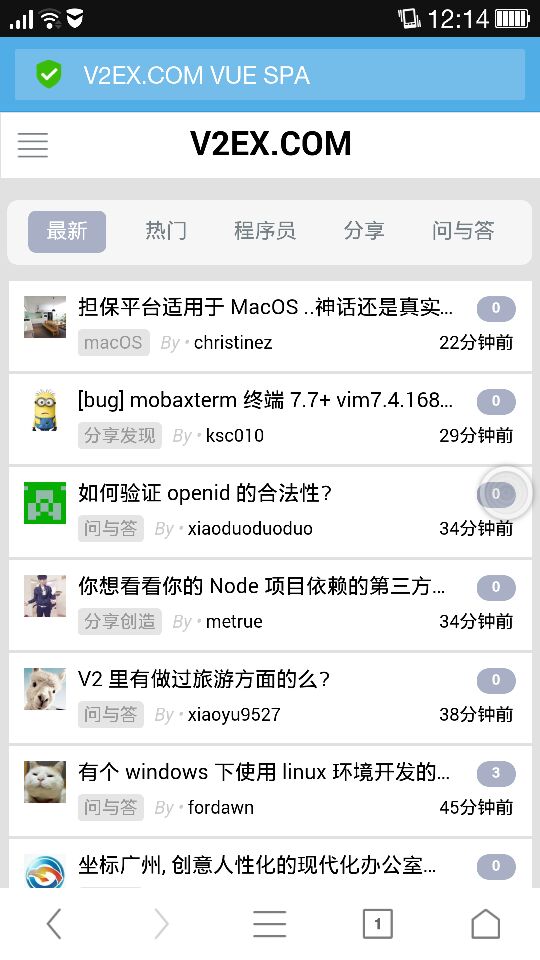 12:14
V2EX.COM VUE SPA
V2EX.COM
最新 热门 程序员 分享 问与答
担保平台适用于 MacOS ..神话还是真实... 0
macOS By • christinez 22分钟前
[bug] mobaxterm 终端 7.7+ vim7.4.168... 0
分享发现 By • ksc010 29分钟前
如何验证 openid 的合法性? 0
问与答 By • xiaoduoduoduo 34分钟前
你想看看你的 Node 项目依赖的第三方... 0
分享创造 By • metrue 34分钟前
V2 里有做过旅游方面的么? 0
问与答 By • xiaoyu9527 38分钟前
有个 windows 下使用 linux 环境开发的... 3
问与答 By • fordawn 45分钟前
坐标广州, 创意人性化的现代化办公室... 0
1